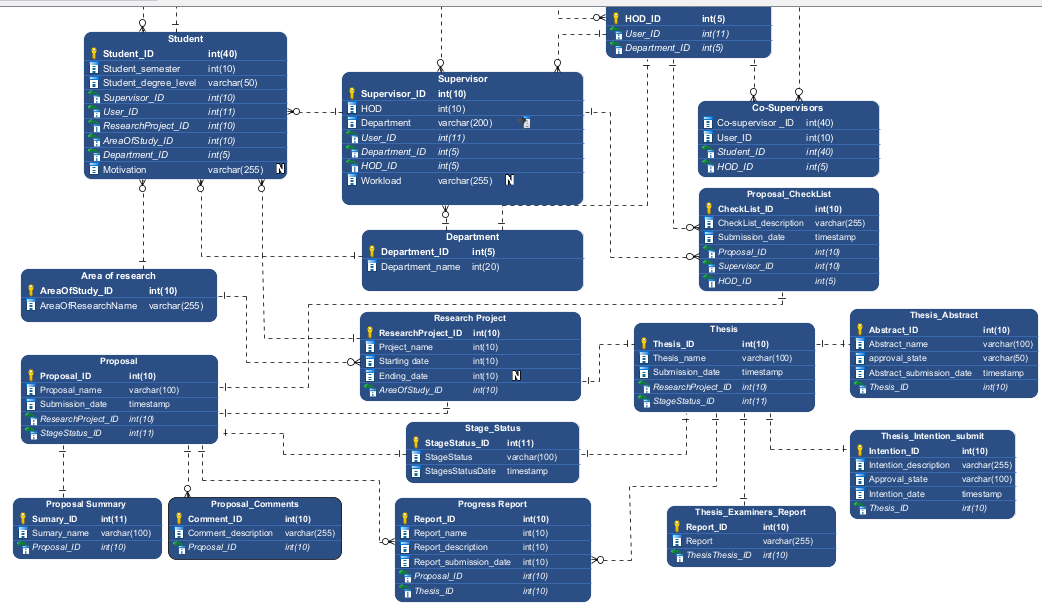 HOD_ID int(5)
User_ID int(11)
Department_ID int(5)
Student
Student_ID int(40)
Student_semester int(10)
Student_degree_level varchar(50)
Supervisor_ID int(10)
User_ID int(11)
ResearchProject_ID int(10)
AreaOfStudy_ID int(10)
Department_ID int(5)
Motivation varchar(255) N
Supervisor
Supervisor_ID int(10)
HOD int(10)
Department varchar(200)
User_ID int(11)
Department_ID int(5)
HOD_ID int(5)
Workload varchar(255) N
Co-Supervisors
Co-supervisor _ID int(40)
User_ID int(10)
Student_ID int(40)
HOD_ID int(5)
Proposal_CheckList
CheckList_ID int(10)
CheckList_description varchar(255)
Submission_date timestamp
Proposal_ID int(10)
Supervisor_ID int(10)
HOD_ID int(5)
Department
Department_ID int(5)
Department_name int(20)
Area of research
AreaOfStudy_ID int(10)
AreaOfResearchName varchar(255)
Research Project
ResearchProject_ID int(10)
Project_name int(10)
Starting_date int(10)
Ending_date int(10) N
AreaOfStudy_ID int(10)
Thesis
Thesis_ID int(10)
Thesis_name varchar(100)
Submission_date timestamp
ResearchProject_ID int(10)
StageStatus_ID int(11)
Thesis_Abstract
Abstract_ID int(10)
Abstract_name varchar(100)
approval_state varchar(50)
Abstract_submission_date timestamp
Thesis_ID int(10)
Proposal
Proposal_ID int(10)
Proposal_name varchar(100)
Submission_date timestamp
ResearchProject_ID int(10)
StageStatus_ID int(11)
Stage_Status
StageStatus_ID int(11)
StageStatus varchar(100)
StagesStatusDate timestamp
Thesis_Intention_submit
Intention_ID int(10)
Intention_description varchar(255)
Approval_state varchar(100)
Intention_date timestamp
Thesis_ID int(10)
Proposal Summary
Sumary_ID int(11)
Sumary_name varchar(100)
Proposal_ID int(10)
Proposal_Comments
Comment_ID int(10)
Comment_description varchar(255)
Proposal_ID int(10)
Progress Report
Report_ID int(10)
Report_name int(10)
Report_description int(10)
Report_submission_date int(10)
Proposal_ID int(10)
Thesis_ID int(10)
Thesis_Examiners_Report
Report_ID int(10)
Report varchar(255)
ThesisThesis_ID int(10)